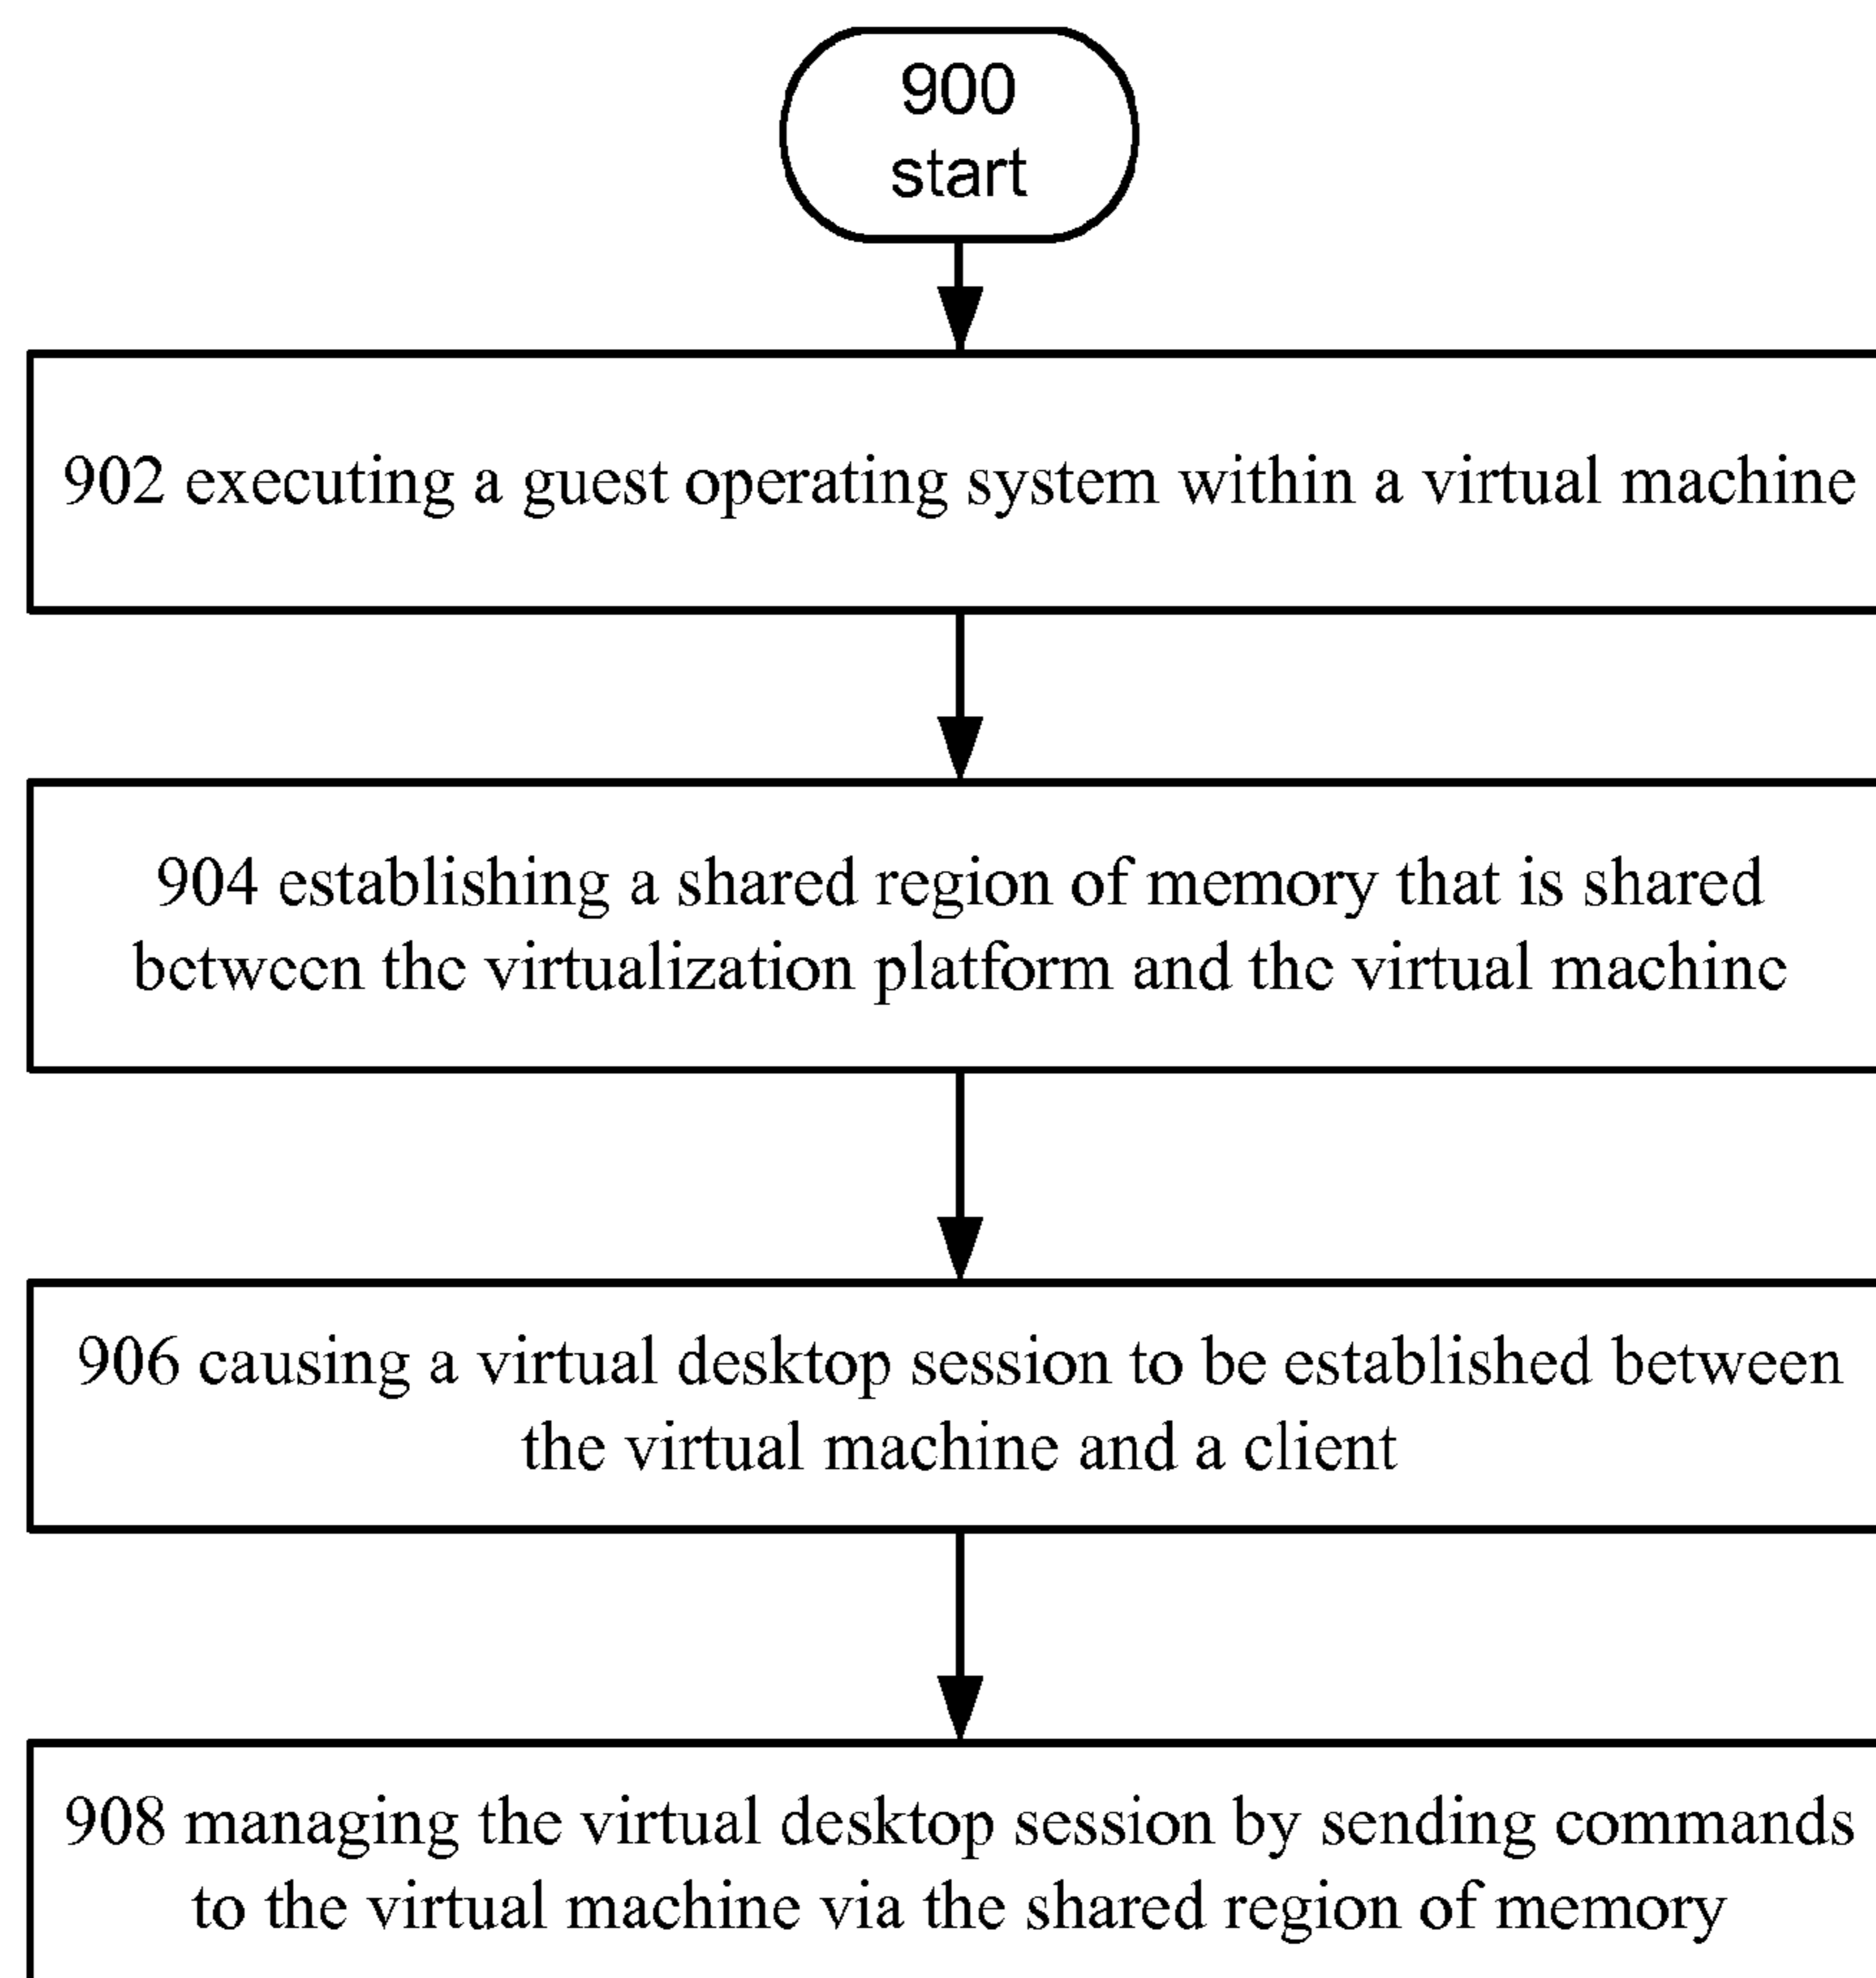 900
start
902 executing a guest operating system within a virtual machine
904 establishing a shared region of memory that is shared
between the virtualization platform and the virtual machine
906 causing a virtual desktop session to be established between
the virtual machine and a client
908 managing the virtual desktop session by sending commands
to the virtual machine via the shared region of memory